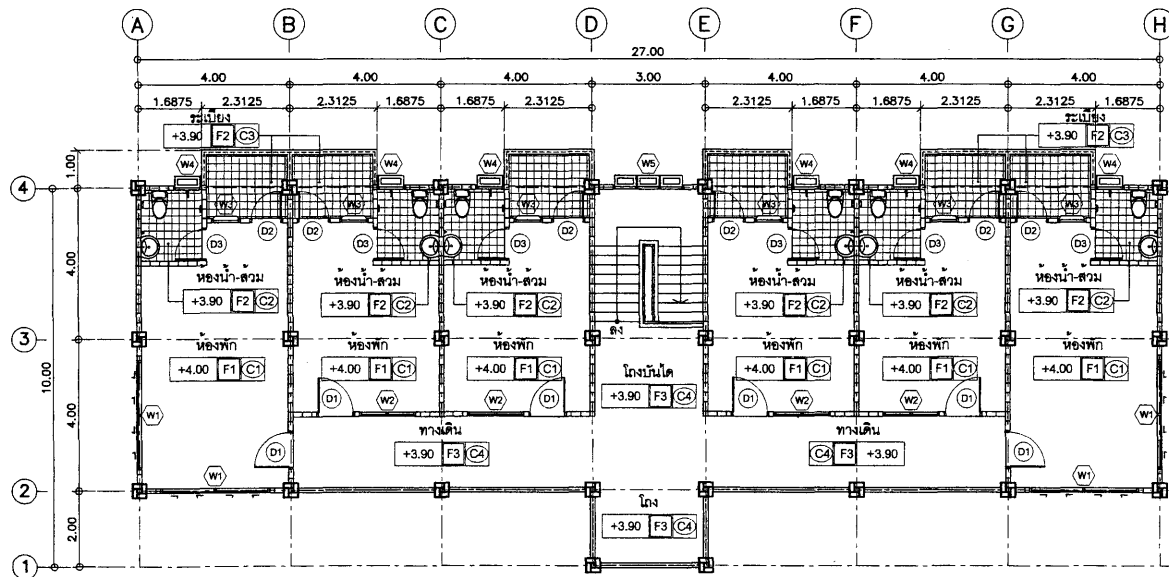 A B C D E F G H
27.00
4.00 4.00 4.00 3.00 4.00 4.00 4.00
1.6875 2.3125 2.3125 1.6875 1.6875 2.3125 2.3125 1.6875 1.6875 2.3125 2.3125 1.6875
ระเบียง ระเบียง
+3.90 F2 C3 +3.90 F2 C3
1.00
W4 W4 W4 W5 W4 W4 W4
4
W3 W3 W3 W3 W3 W3
D3 D2 D2 D3 D3 D2 D2 D3 D3 D2 D2 D3
4.00
ห้องน้ำ-ส้วม ห้องน้ำ-ส้วม ห้องน้ำ-ส้วม ห้องน้ำ-ส้วม ห้องน้ำ-ส้วม ห้องน้ำ-ส้วม
+3.90 F2 C2 +3.90 F2 C2 +3.90 F2 C2 +3.90 F2 C2 +3.90 F2 C2 +3.90 F2 C2
ลง
3
ห้องพัก ห้องพัก ห้องพัก ห้องพัก ห้องพัก ห้องพัก
+4.00 F1 C1 +4.00 F1 C1 +4.00 F1 C1 +4.00 F1 C1 +4.00 F1 C1 +4.00 F1 C1
โถงบันได
+3.90 F3 C4
10.00
4.00
W1 D1 W2 W2 D1 D1 W2 W2 D1 W1
ทางเดิน ทางเดิน
D1 +3.90 F3 C4 C4 F3 +3.90 D1
W1 W1
2
โถง
+3.90 F3 C4
2.00
1